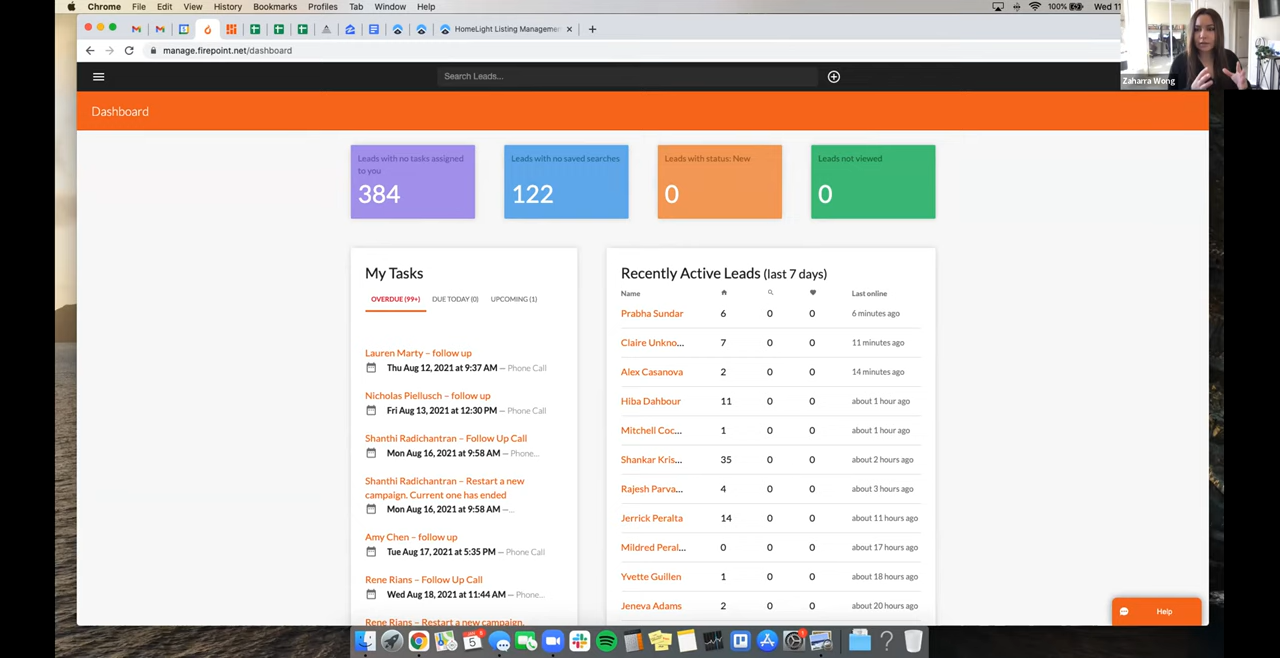 Chrome File Edit View History Bookmarks Profiles Tab Window Help 100% Wed 11
HomeLight Listing Managemen
manage.firepoint.net/dashboard
Search Leads...
Zaharra Wong
Dashboard
Leads with no tasks assigned
to you
384
Leads with no saved searches
122
Leads with status: New
0
Leads not viewed
0
My Tasks
OVERDUE (99+) DUE TODAY (0) UPCOMING (1)
Lauren Marty – follow up
Thu Aug 12, 2021 at 9:37 AM — Phone Call
Nicholas Piellusch – follow up
Fri Aug 13, 2021 at 12:30 PM — Phone Call
Shanthi Radichantran – Follow Up Call
Mon Aug 16, 2021 at 9:58 AM — Phone...
Shanthi Radichantran – Restart a new
campaign. Current one has ended
Mon Aug 16, 2021 at 9:58 AM —...
Amy Chen – follow up
Tue Aug 17, 2021 at 5:35 PM — Phone Call
Rene Rians – Follow Up Call
Wed Aug 18, 2021 at 11:44 AM — Phone...
Rene Rians – Restart a new campaign.
Recently Active Leads (last 7 days)
Name Last online
Prabha Sundar 6 0 0 6 minutes ago
Claire Unkno... 7 0 0 11 minutes ago
Alex Casanova 2 0 0 14 minutes ago
Hiba Dahbour 11 0 0 about 1 hour ago
Mitchell Coc... 1 0 0 about 1 hour ago
Shankar Kris... 35 0 0 about 2 hours ago
Rajesh Parva... 4 0 0 about 3 hours ago
Jerrick Peralta 14 0 0 about 11 hours ago
Mildred Peral... 0 0 0 about 17 hours ago
Yvette Guillen 1 0 0 about 18 hours ago
Jeneva Adams 2 0 0 about 20 hours ago
Help
5